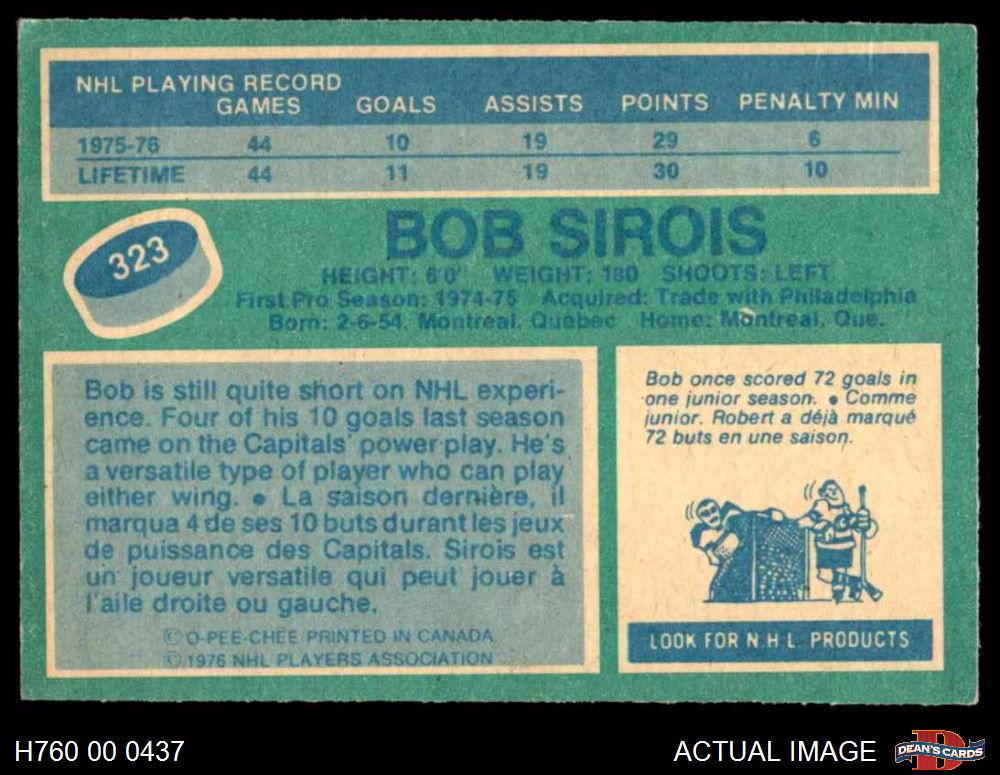 NHL PLAYING RECORD
GAMES GOALS ASSISTS POINTS PENALTY MIN
1975-76 44 10 19 29 6
LIFETIME 44 11 19 30 10
323
BOB SIROIS
HEIGHT: 6'0" WEIGHT: 180 SHOOTS: LEFT
First Pro Season: 1974-75 Acquired: Trade with Philadelphia
Born: 2-6-54, Montreal, Quebec Home: Montreal, Que.
Bob is still quite short on NHL experi-
ence. Four of his 10 goals last season
came on the Capitals' power play. He's
a versatile type of player who can play
either wing. • La saison dernière, il
marqua 4 de ses 10 buts durant les jeux
de puissance des Capitals. Sirois est
un joueur versatile qui peut jouer à
l'aile droite ou gauche.
© O-PEE-CHEE PRINTED IN CANADA
© 1976 NHL PLAYERS ASSOCIATION
Bob once scored 72 goals in
one junior season. • Comme
junior, Robert a déjà marqué
72 buts en une saison.
LOOK FOR N.H.L. PRODUCTS
H760 00 0437
ACTUAL IMAGE
D
DEAN'S CARDS